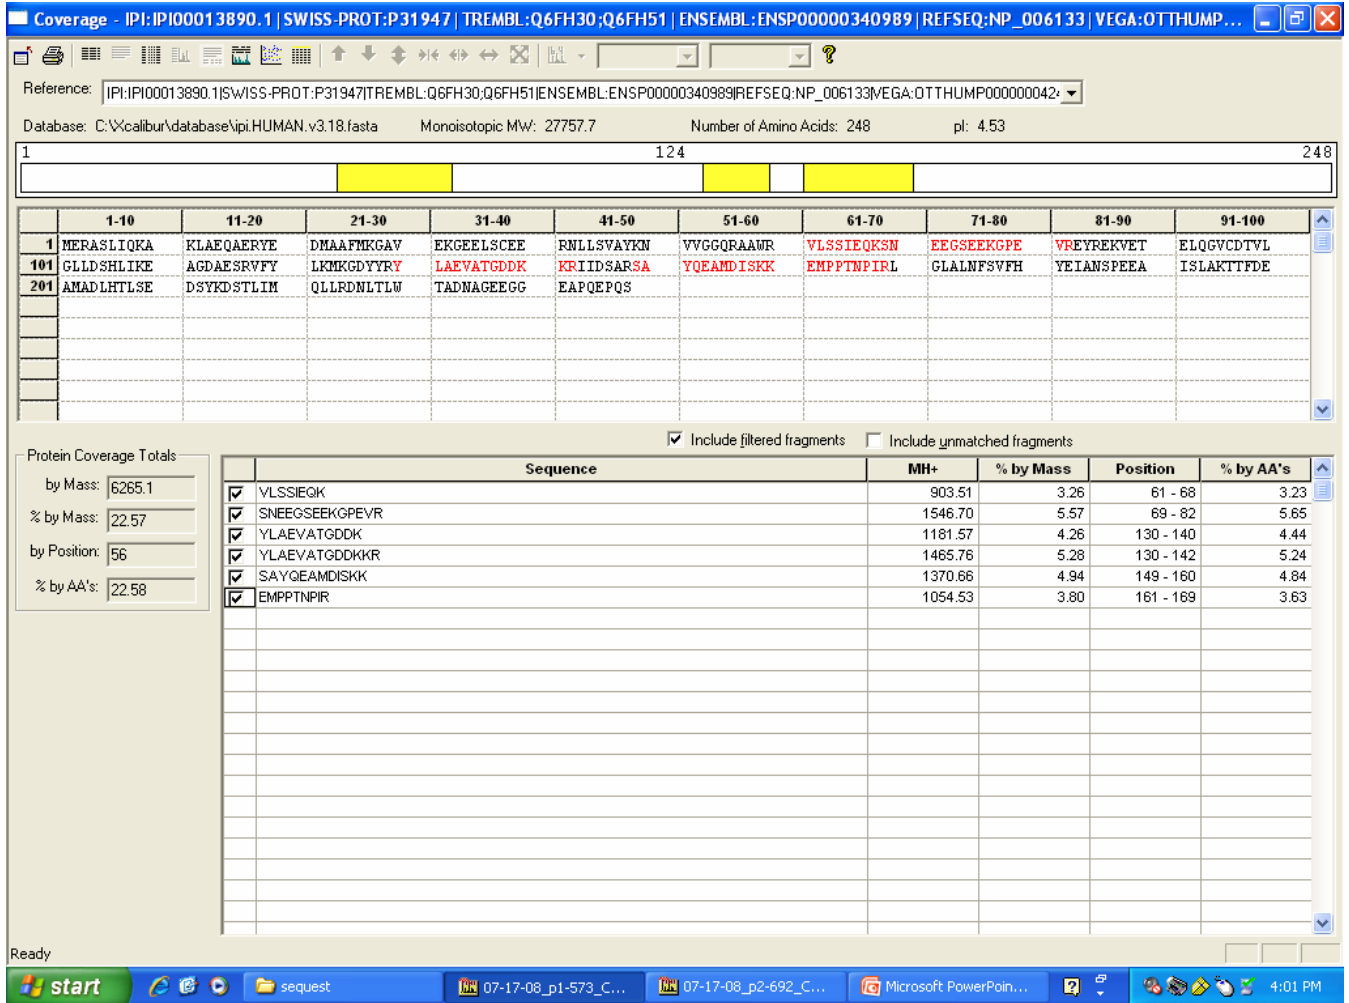 Coverage - IPI:IPI00013890.1|SWISS-PROT:P31947|TREMBL:Q6FH30;Q6FH51|ENSEMBL:ENSP00000340989|REFSEQ:NP_006133|VEGA:OTTHUMP...
Reference: IPI:IPI00013890.1|SWISS-PROT:P31947|TREMBL:Q6FH30;Q6FH51|ENSEMBL:ENSP00000340989|REFSEQ:NP_006133|VEGA:OTTHUMP0000000424
Database: C:\Xcalibur\database\ipi.HUMAN.v3.18.fasta Monoisotopic MW: 27757.7 Number of Amino Acids: 248 pI: 4.53
1 124 248
1-10 11-20 21-30 31-40 41-50 51-60 61-70 71-80 81-90 91-100
1 MERASLIQKA KLAEQAERYE DMAAFMKGAV EKGEELSCEE RNLLSVAYKN VVGGQRAAWR VLSSIEQKSN EEGSEEKGPE VREYREKVET ELQGVCDTVL
101 GLLDSHLIKE AGDAESRVFY LKMKGDYYRY LAEVATGDDK KRIIDSARSA YQEAMDISKK EMPPTNPIRL GLALNFSVFH YEIANSPEEA ISLAKTTFDE
201 AMADLHTLSE DSYKDSTLIM QLLRDNLTLW TADNAGEEGG EAPQEPQS
Include filtered fragments Include unmatched fragments
Protein Coverage Totals
by Mass: 6265.1
% by Mass: 22.57
by Position: 56
% by AA's: 22.58
Sequence MH+ % by Mass Position % by AA's
VLSSIEQK 903.51 3.26 61 - 68 3.23
SNEEGSEEKGPEVR 1546.70 5.57 69 - 82 5.65
YLAEVATGDDK 1181.57 4.26 130 - 140 4.44
YLAEVATGDDKKR 1465.76 5.28 130 - 142 5.24
SAYQEAMDISKK 1370.66 4.94 149 - 160 4.84
EMPPTNPIR 1054.53 3.80 161 - 169 3.63
Ready
start sequest 07-17-08_p1-573_C... 07-17-08_p2-692_C... Microsoft PowerPoin... 4:01 PM